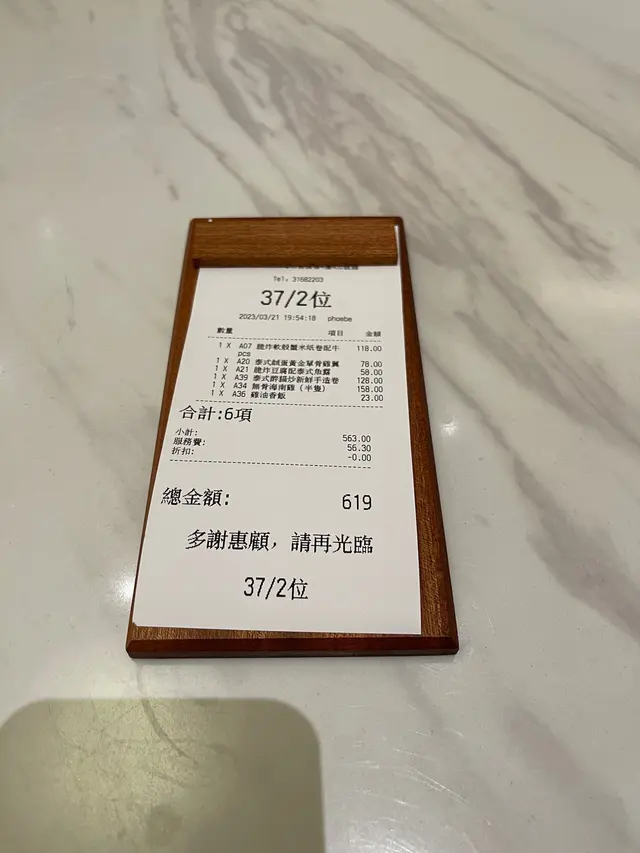 Tel: 31682203
37/2位
2023/03/21 19:54:18 phoebe
數量 項目 金額
1 X A07 脆炸軟殼蟹米紙卷配牛 118.00
pcs
1 X A20 泰式鹹蛋黃金單骨雞翼 78.00
1 X A21 脆炸豆腐配泰式魚露 58.00
1 X A39 泰式醉貓炒新鮮手造卷 128.00
1 X A34 無骨海南雞（半隻） 158.00
1 X A36 雞油香飯 23.00
合計:6項
小計: 563.00
服務費: 56.30
折扣: -0.00
總金額: 619
多謝惠顧，請再光臨
37/2位